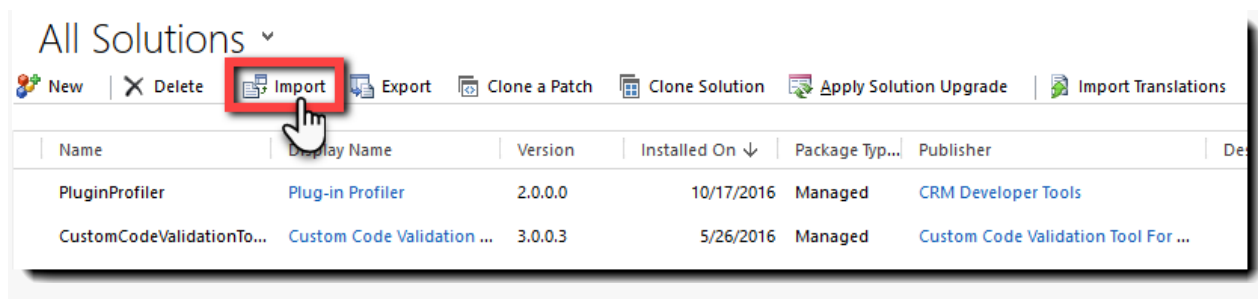 All Solutions
New Delete Import Export Clone a Patch Clone Solution Apply Solution Upgrade Import Translations
Name Display Name Version Installed On Package Typ... Publisher Des
PluginProfiler Plug-in Profiler 2.0.0.0 10/17/2016 Managed CRM Developer Tools
CustomCodeValidationTo... Custom Code Validation ... 3.0.0.3 5/26/2016 Managed Custom Code Validation Tool For ...